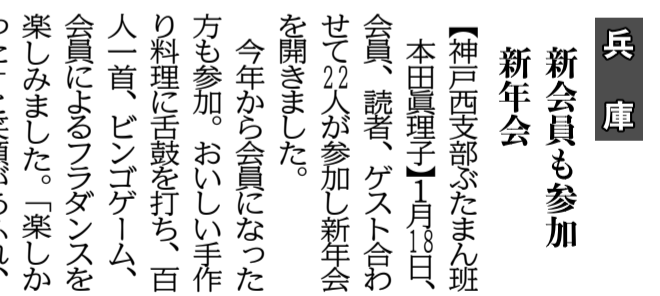 兵庫
新会員も参加
新年会
【神戸西支部ぶたまん班
本田眞理子】1月18日、
会員、読者、ゲスト合わ
せて22人が参加し新年会
を開きました。
今年から会員になった
方も参加。おいしい手作
り料理に舌鼓を打ち、百
人一首、ビンゴゲーム、
会員によるフラダンスを
楽しみました。「楽しか